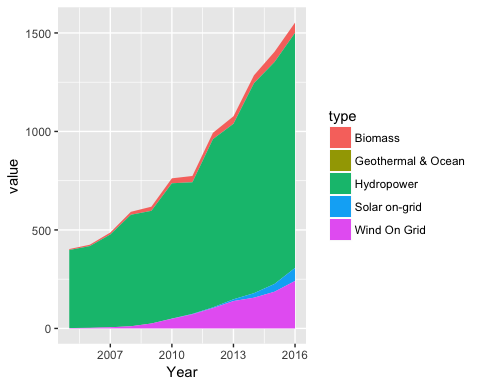 1500
1000
500
0
value
2007
2010
2013
2016
Year
type
Biomass
Geothermal & Ocean
Hydropower
Solar on-grid
Wind On Grid